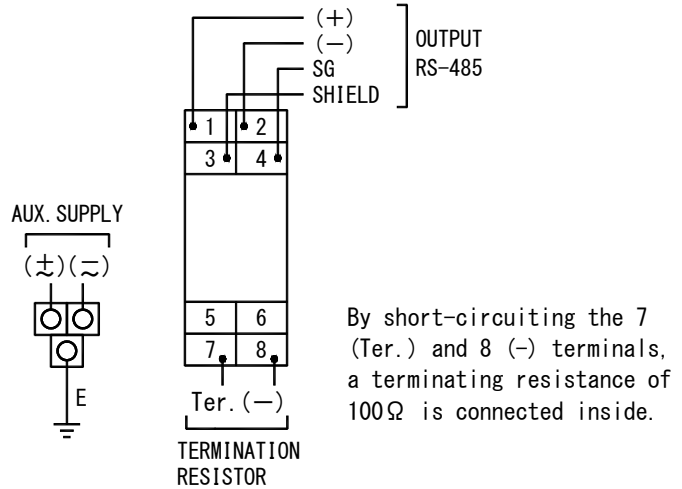 (+)
(−)
SG
SHIELD
OUTPUT
RS-485
1 2
3 4
AUX. SUPPLY
(±) (≂)
E
5 6
7 8
Ter. (−)
TERMINATION
RESISTOR
By short-circuiting the 7
(Ter.) and 8 (-) terminals,
a terminating resistance of
100Ω is connected inside.